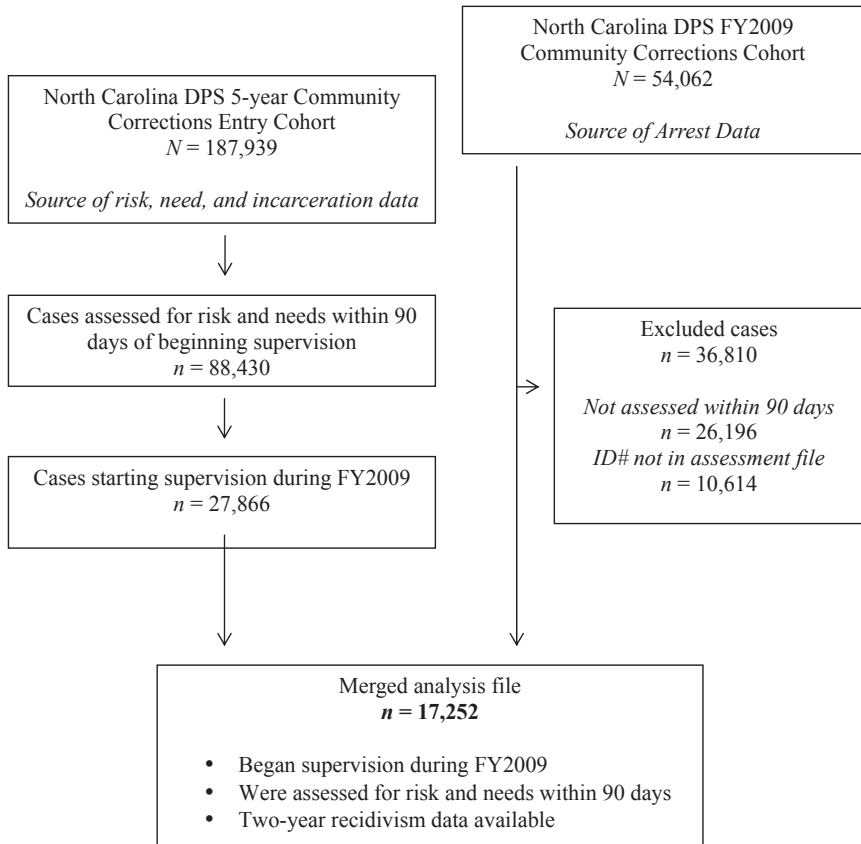 North Carolina DPS FY2009
Community Corrections Cohort
N = 54,062
Source of Arrest Data
North Carolina DPS 5-year Community
Corrections Entry Cohort
N = 187,939
Source of risk, need, and incarceration data
Cases assessed for risk and needs within 90
days of beginning supervision
n = 88,430
Excluded cases
n = 36,810
Not assessed within 90 days
n = 26,196
ID# not in assessment file
n = 10,614
Cases starting supervision during FY2009
n = 27,866
Merged analysis file
n = 17,252
• Began supervision during FY2009
• Were assessed for risk and needs within 90 days
• Two-year recidivism data available